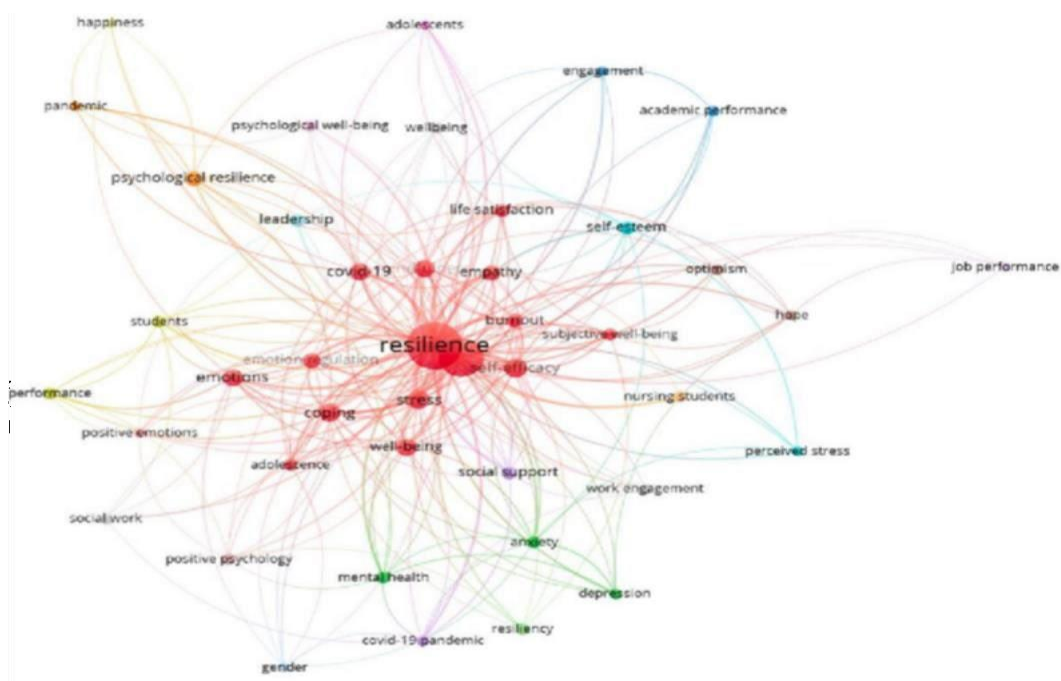 happiness
adolescents
engagement
pandemic
academic performance
psychological well-being
wellbeing
psychological resilience
life satisfaction
leadership
self-esteem
job performance
optimism
covid-19
empathy
hope
students
burnout
subjective well-being
resilience
emotion regulation
self-efficacy
emotions
performance
nursing students
stress
coping
positive emotions
well-being
perceived stress
adolescence
social support
work engagement
social work
anxiety
positive psychology
mental health
depression
resiliency
covid-19 pandemic
gender